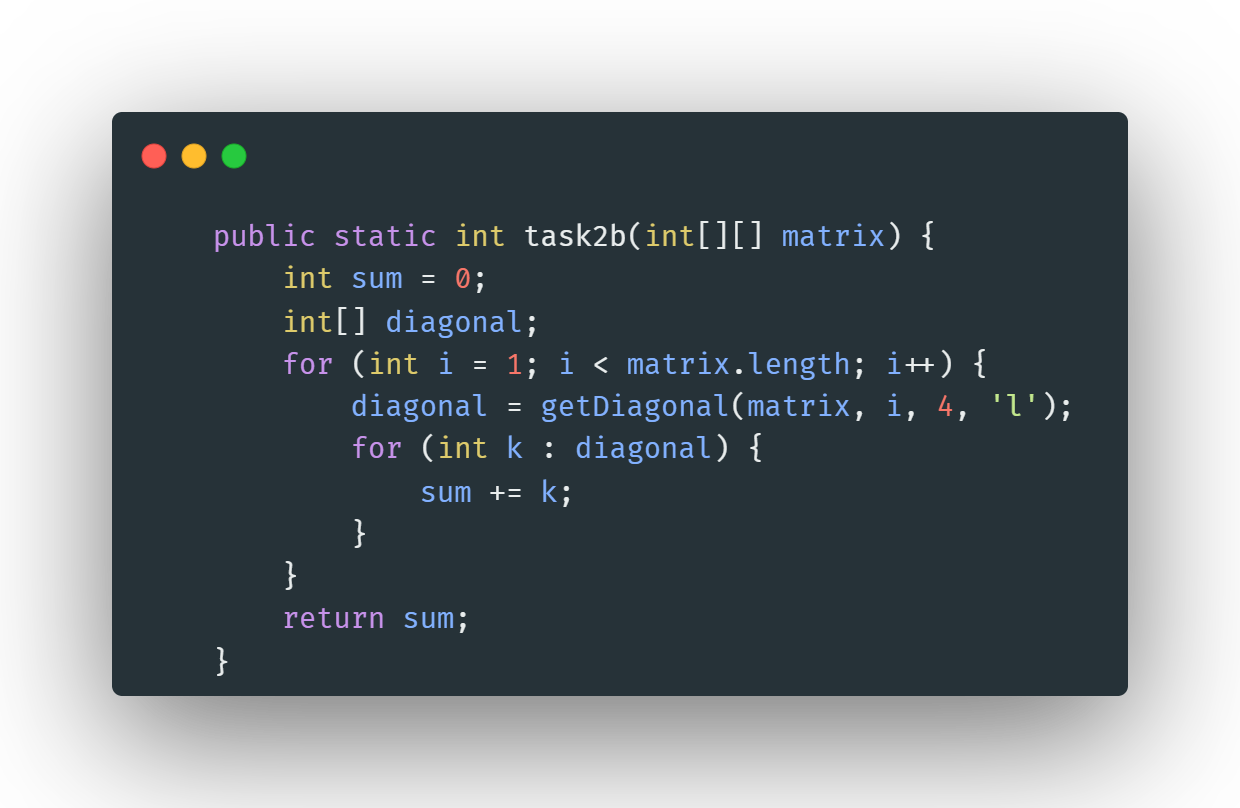 public static int task2b(int[][] matrix) {
    int sum = 0;
    int[] diagonal;
    for (int i = 1; i < matrix.length; i++) {
        diagonal = getDiagonal(matrix, i, 4, 'l');
        for (int k : diagonal) {
            sum += k;
        }
    }
    return sum;
}